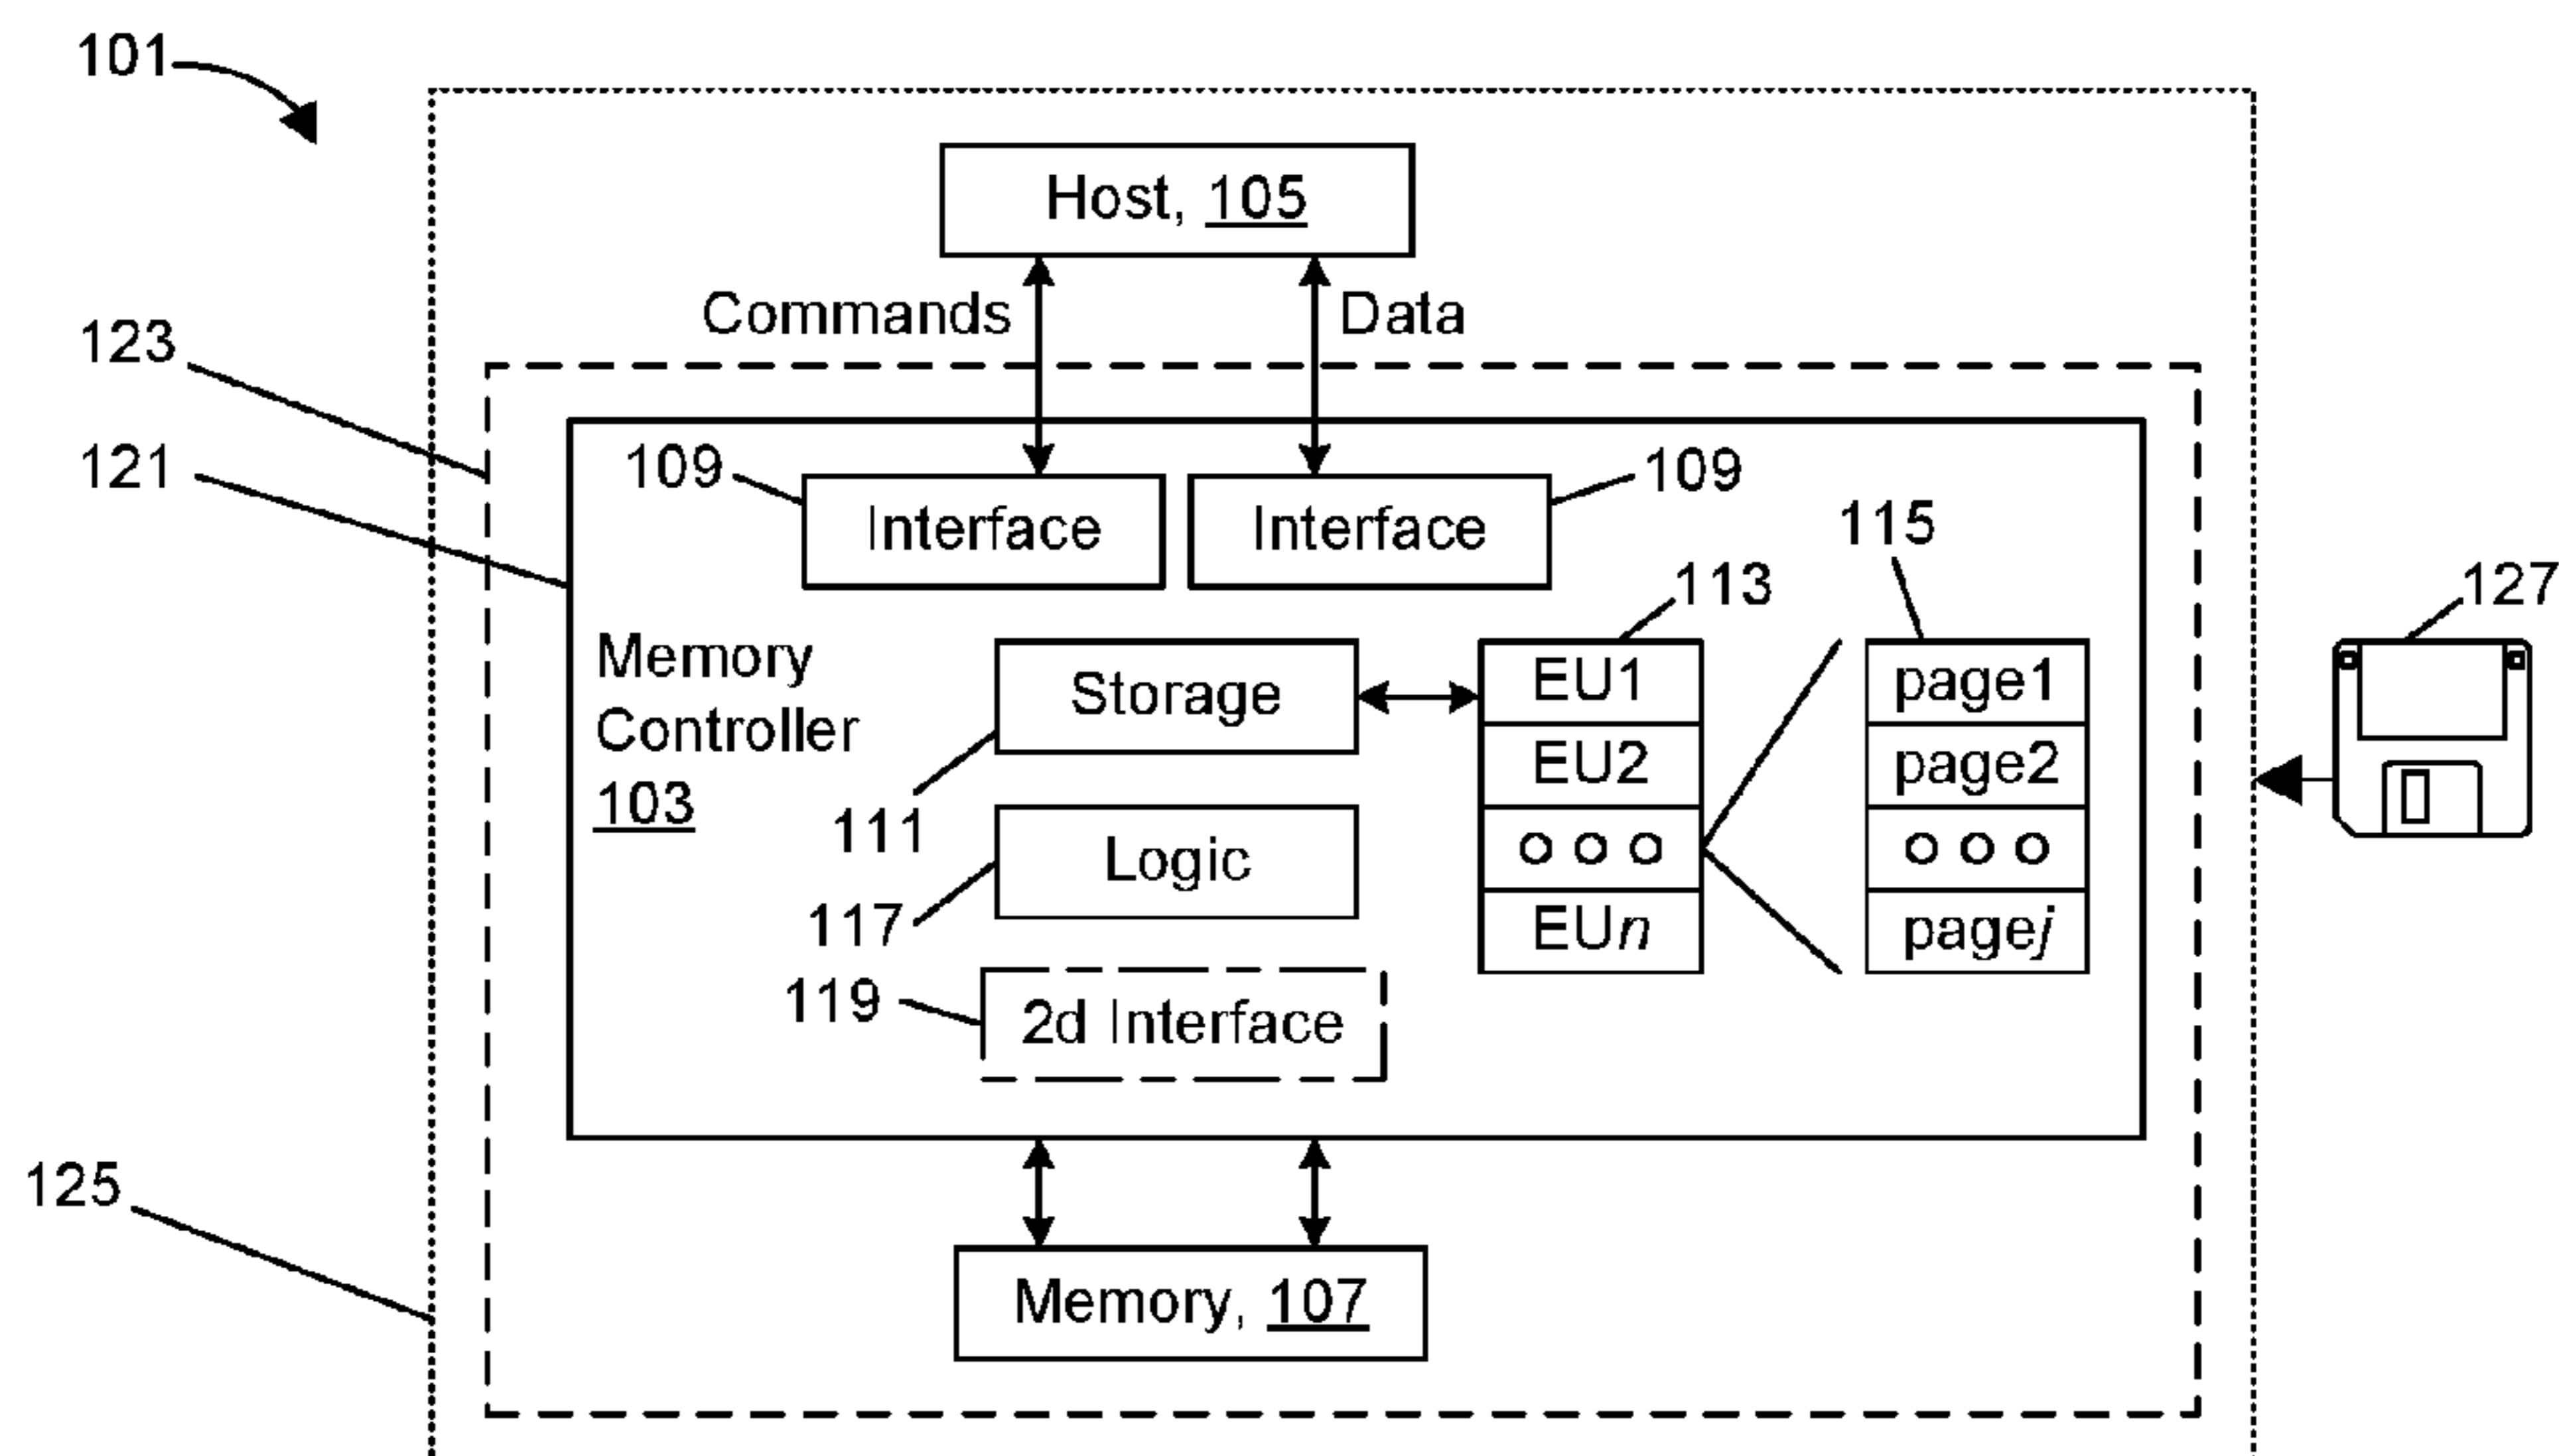 101
Host, 105
Commands
Data
123
121
109
Interface
Interface
109
115
113
127
Memory
Controller
103
Storage
111
EU1
EU2
EUn
page1
page2
pagej
Logic
117
119
2d Interface
125
Memory, 107